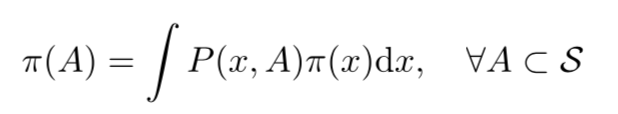 π(A) = ∫ P(x, A)π(x)dx, ∀A ⊂ 𝒮